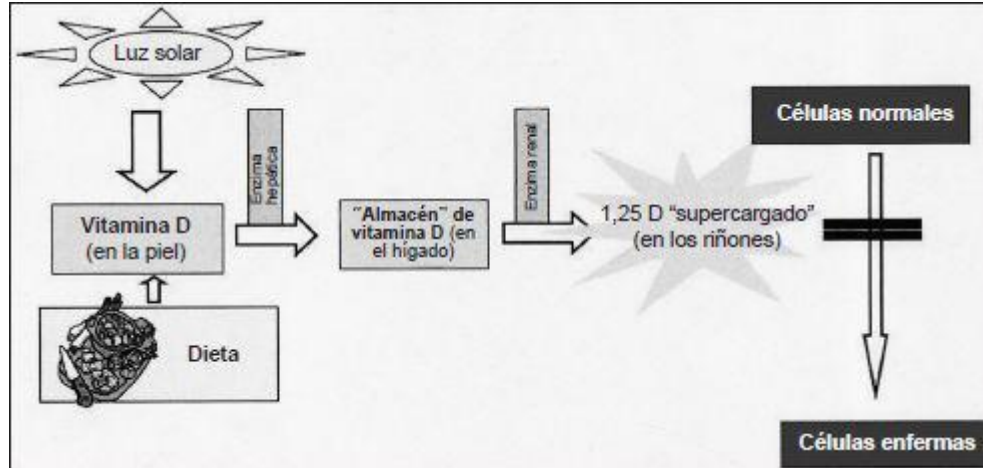 Luz solar
Vitamina D
(en la piel)
Enzima
hepática
"Almacén" de
vitamina D (en
el hígado)
Enzima renal
1,25 D "supercargado"
(en los riñones)
Células normales
Dieta
Células enfermas